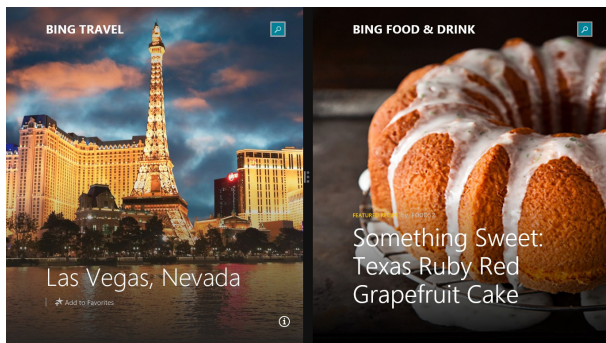 BING TRAVEL
Las Vegas, Nevada
Add to Favorites
BING FOOD & DRINK
Something Sweet:
Texas Ruby Red
Grapefruit Cake